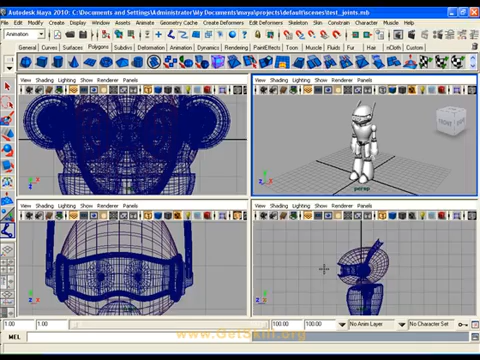 Autodesk Maya 2010: C:\Documents and Settings\Administrator\My Documents\maya\projects\default\scenes\test_joints.mb
File Edit Modify Create Display Window Assets Animate Geometry Cache Create Deformers Edit Deformers Skeleton Skin Constrain Character Muscle Help
Animation
General Curves Surfaces Polygons Subdivs Deformation Animation Dynamics Rendering PaintEffects Toon Muscle Fluids Fur Hair nCloth Custom
View Shading Lighting Show Renderer Panels
View Shading Lighting Show Renderer Panels
FRONT
persp
View Shading Lighting Show Renderer Panels
View Shading Lighting Show Renderer Panels
1.00 1.00 100.00 100.00 No Anim Layer No Character Set
MEL
www.GetSkill.org